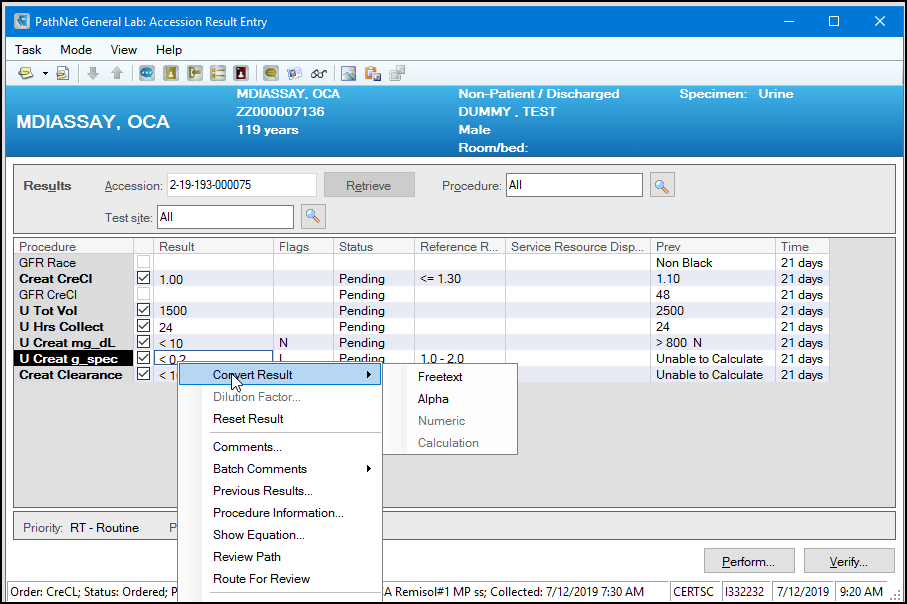 PathNet General Lab: Accession Result Entry
Task Mode View Help
MDIASSAY, OCA Non-Patient / Discharged Specimen: Urine
ZZ000007136 DUMMY , TEST
MDIASSAY, OCA
119 years Male
Room/bed:
Results Accession: 2-19-193-000075 Retrieve Procedure: All
Test site: All
Procedure Result Flags Status Reference R... Service Resource Disp... Prev Time
GFR Race Non Black 21 days
Creat CreCl 1.00 Pending <= 1.30 1.10 21 days
GFR CreCl Pending 48 21 days
U Tot Vol 1500 Pending 2500 21 days
U Hrs Collect 24 Pending 24 21 days
U Creat mg_dL < 10 N Pending > 800 N 21 days
U Creat g_spec < 0.2 L Pending 1.0 - 2.0 Unable to Calculate 21 days
Creat Clearance Unable to Calculate 21 days
Convert Result
Dilution Factor...
Reset Result
Comments...
Batch Comments
Previous Results...
Procedure Information...
Show Equation...
Review Path
Route For Review
Freetext
Alpha
Numeric
Calculation
Priority: RT - Routine
Perform... Verify...
Order: CreCL; Status: Ordered; Remisol#1 MP ss; Collected: 7/12/2019 7:30 AM CERTSC I332232 7/12/2019 9:20 AM